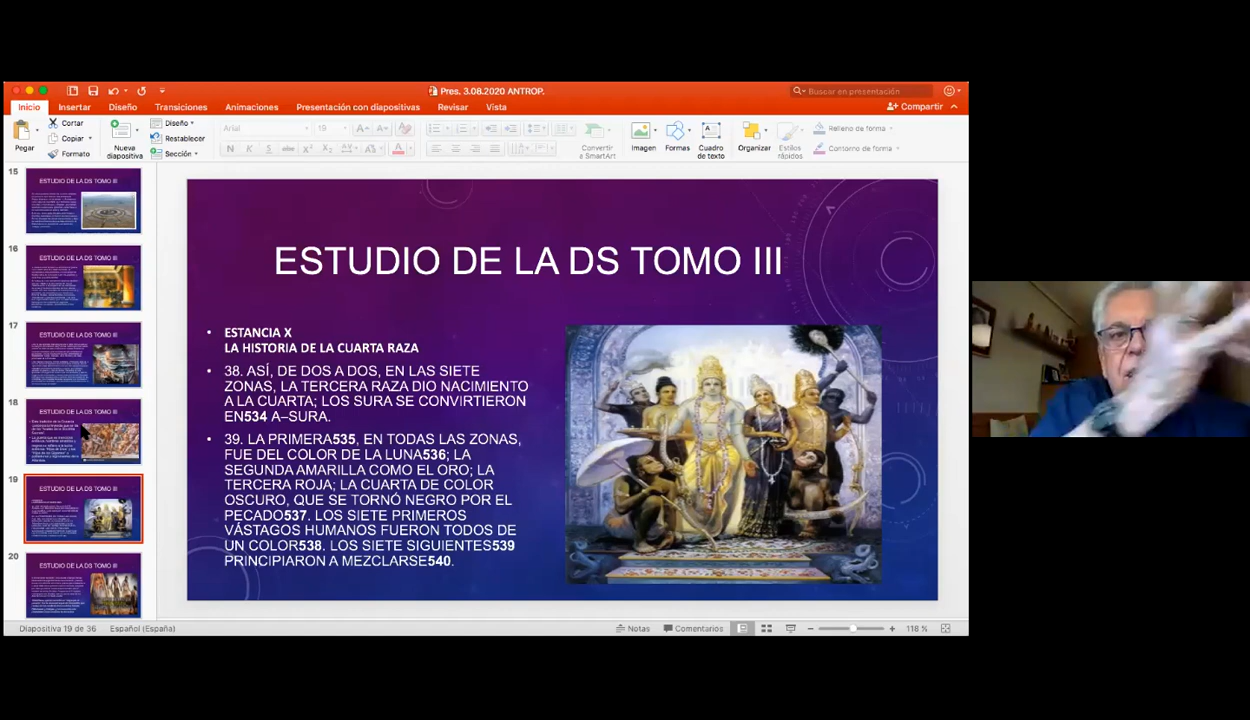 Pres. 3.08.2020 ANTROP.
Buscar en presentación
Inicio
Insertar
Diseño
Transiciones
Animaciones
Presentación con diapositivas
Revisar
Vista
Compartir
Pegar
Cortar
Copiar
Formato
Nueva
diapositiva
Diseño
Restablecer
Sección
Arial
19
N K S abc
Convertir
a SmartArt
Imagen
Formas
Cuadro
de texto
Organizar
Estilos
rápidos
Relleno de forma
Contorno de forma
15
ESTUDIO DE LA DS TOMO III
16
ESTUDIO DE LA DS TOMO III
17
ESTUDIO DE LA DS TOMO III
18
ESTUDIO DE LA DS TOMO III
19
ESTUDIO DE LA DS TOMO III
20
ESTUDIO DE LA DS TOMO III
ESTUDIO DE LA DS TOMO III
• ESTANCIA X
LA HISTORIA DE LA CUARTA RAZA
• 38. ASÍ, DE DOS A DOS, EN LAS SIETE
ZONAS, LA TERCERA RAZA DIO NACIMIENTO
A LA CUARTA; LOS SURA SE CONVIRTIERON
EN534 A–SURA.
• 39. LA PRIMERA535, EN TODAS LAS ZONAS,
FUE DEL COLOR DE LA LUNA536; LA
SEGUNDA AMARILLA COMO EL ORO; LA
TERCERA ROJA; LA CUARTA DE COLOR
OSCURO, QUE SE TORNÓ NEGRO POR EL
PECADO537. LOS SIETE PRIMEROS
VÁSTAGOS HUMANOS FUERON TODOS DE
UN COLOR538. LOS SIETE SIGUIENTES539
PRINCIPIARON A MEZCLARSE540.
Diapositiva 19 de 36
Español (España)
Notas
Comentarios
118 %